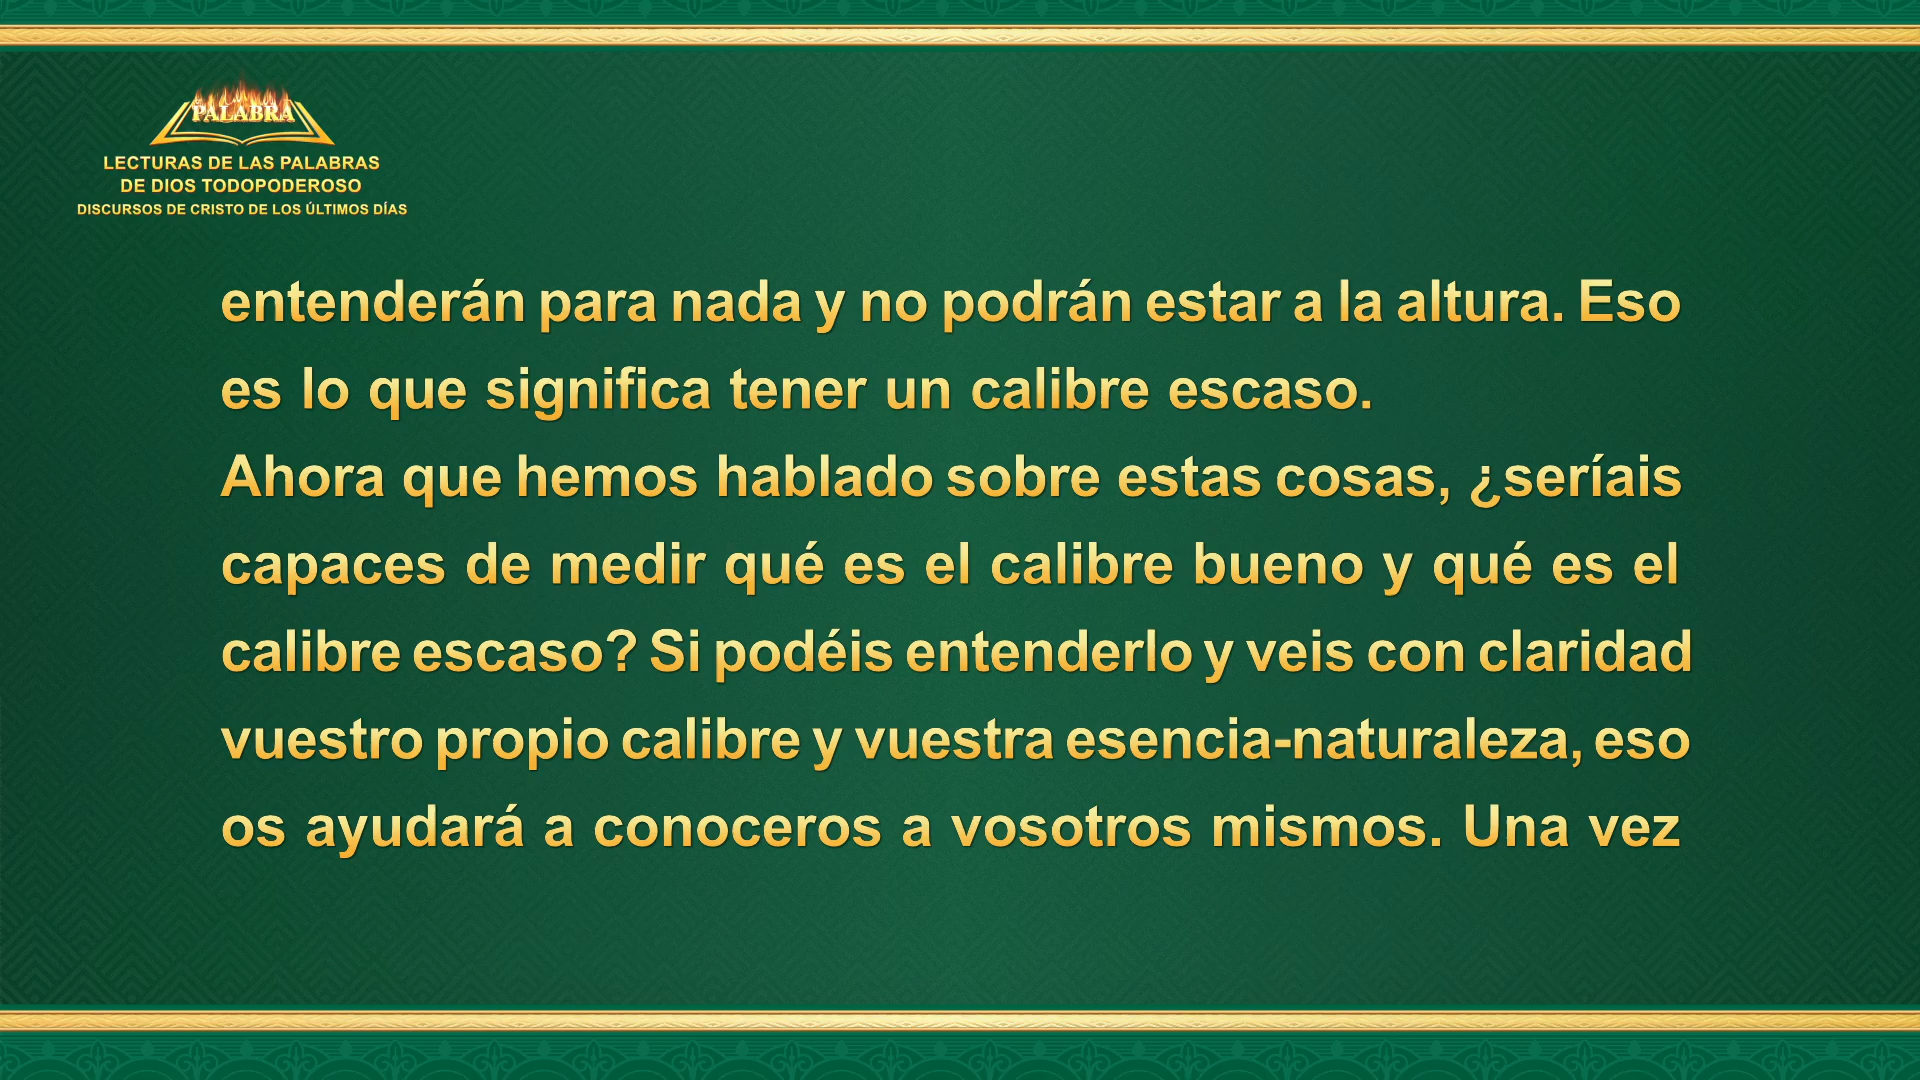 PALABRA
LECTURAS DE LAS PALABRAS
DE DIOS TODOPODEROSO
DISCURSOS DE CRISTO DE LOS ÚLTIMOS DÍAS
entenderán para nada y no podrán estar a la altura. Eso
es lo que significa tener un calibre escaso.
Ahora que hemos hablado sobre estas cosas, ¿seríais
capaces de medir qué es el calibre bueno y qué es el
calibre escaso? Si podéis entenderlo y veis con claridad
vuestro propio calibre y vuestra esencia-naturaleza, eso
os ayudará a conoceros a vosotros mismos. Una vez